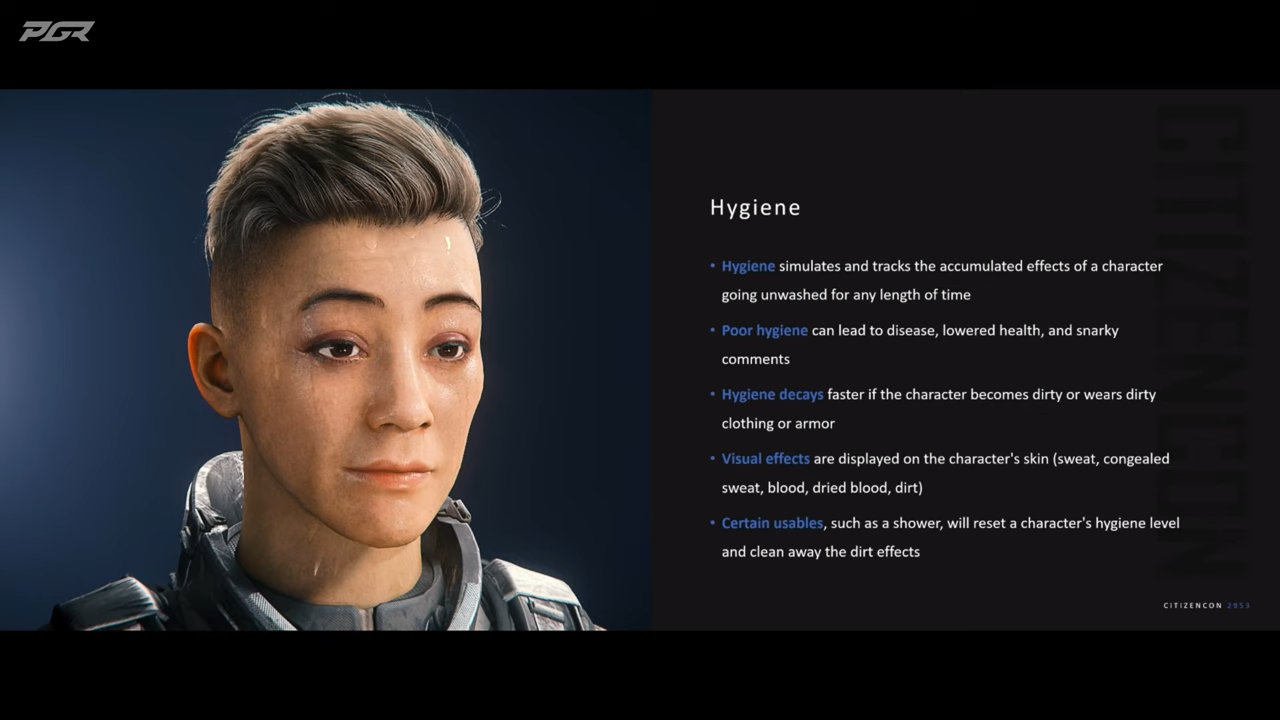 PGR
CITIZENCON
Hygiene
• Hygiene simulates and tracks the accumulated effects of a character
going unwashed for any length of time
• Poor hygiene can lead to disease, lowered health, and snarky
comments
• Hygiene decays faster if the character becomes dirty or wears dirty
clothing or armor
• Visual effects are displayed on the character's skin (sweat, congealed
sweat, blood, dried blood, dirt)
• Certain usables, such as a shower, will reset a character's hygiene level
and clean away the dirt effects
CITIZENCON 2953